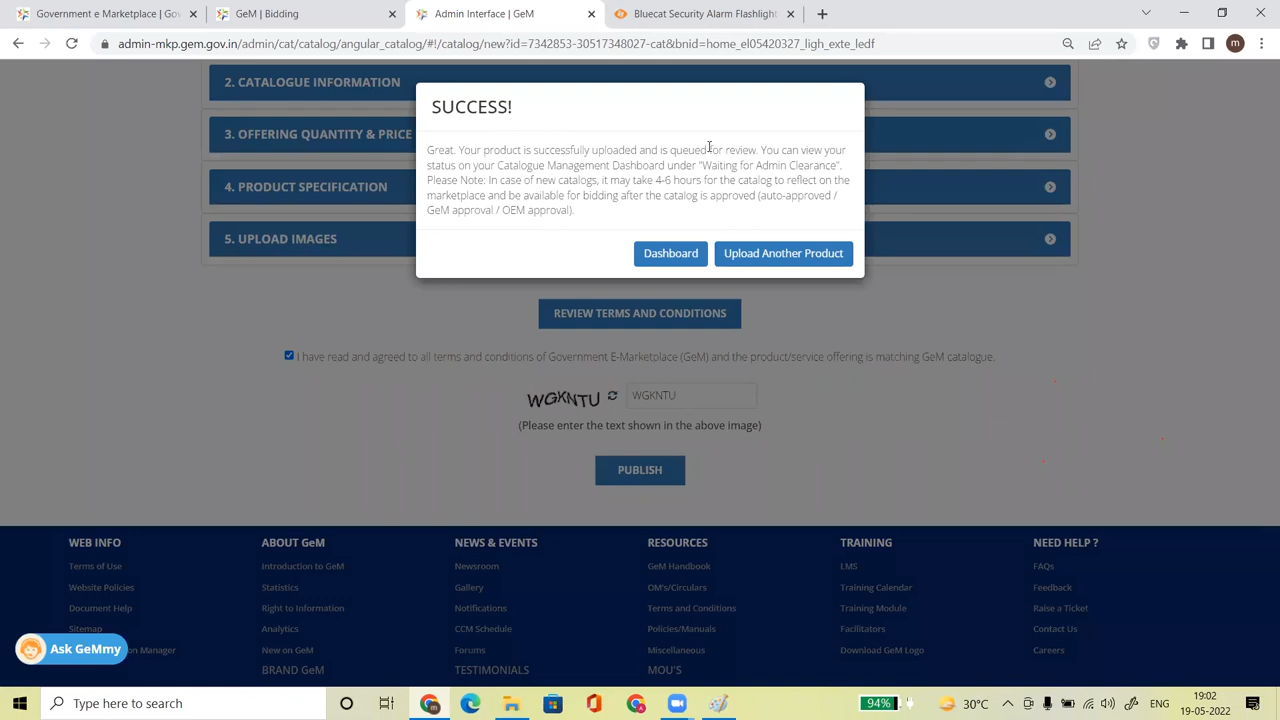 Government e Marketplace | Gov
GeM | Bidding
Admin Interface | GeM
Bluecat Security Alarm Flashlight
admin-mkp.gem.gov.in/admin/cat/catalog/angular_catalog/#!/catalog/new?id=7342853-30517348027-cat&bnid=home_el05420327_ligh_exte_ledf
m
2. CATALOGUE INFORMATION
3. OFFERING QUANTITY & PRICE
4. PRODUCT SPECIFICATION
5. UPLOAD IMAGES
SUCCESS!
Great. Your product is successfully uploaded and is queued for review. You can view your
status on your Catalogue Management Dashboard under "Waiting for Admin Clearance".
Please Note: In case of new catalogs, it may take 4-6 hours for the catalog to reflect on the
marketplace and be available for bidding after the catalog is approved (auto-approved /
GeM approval / OEM approval).
Dashboard Upload Another Product
REVIEW TERMS AND CONDITIONS
I have read and agreed to all terms and conditions of Government E-Marketplace (GeM) and the product/service offering is matching GeM catalogue.
WGKNTU WGKNTU
(Please enter the text shown in the above image)
PUBLISH
WEB INFO ABOUT GeM NEWS & EVENTS RESOURCES TRAINING NEED HELP ?
Terms of Use Introduction to GeM Newsroom GeM Handbook LMS FAQs
Website Policies Statistics Gallery OM's/Circulars Training Calendar Feedback
Document Help Right to Information Notifications Terms and Conditions Training Module Raise a Ticket
Sitemap Analytics CCM Schedule Policies/Manuals Facilitators Contact Us
on Manager New on GeM Forums Miscellaneous Download GeM Logo Careers
BRAND GeM TESTIMONIALS MOU'S
Ask GeMmy
Type here to search
94%
30°C
ENG
19:02
19-05-2022